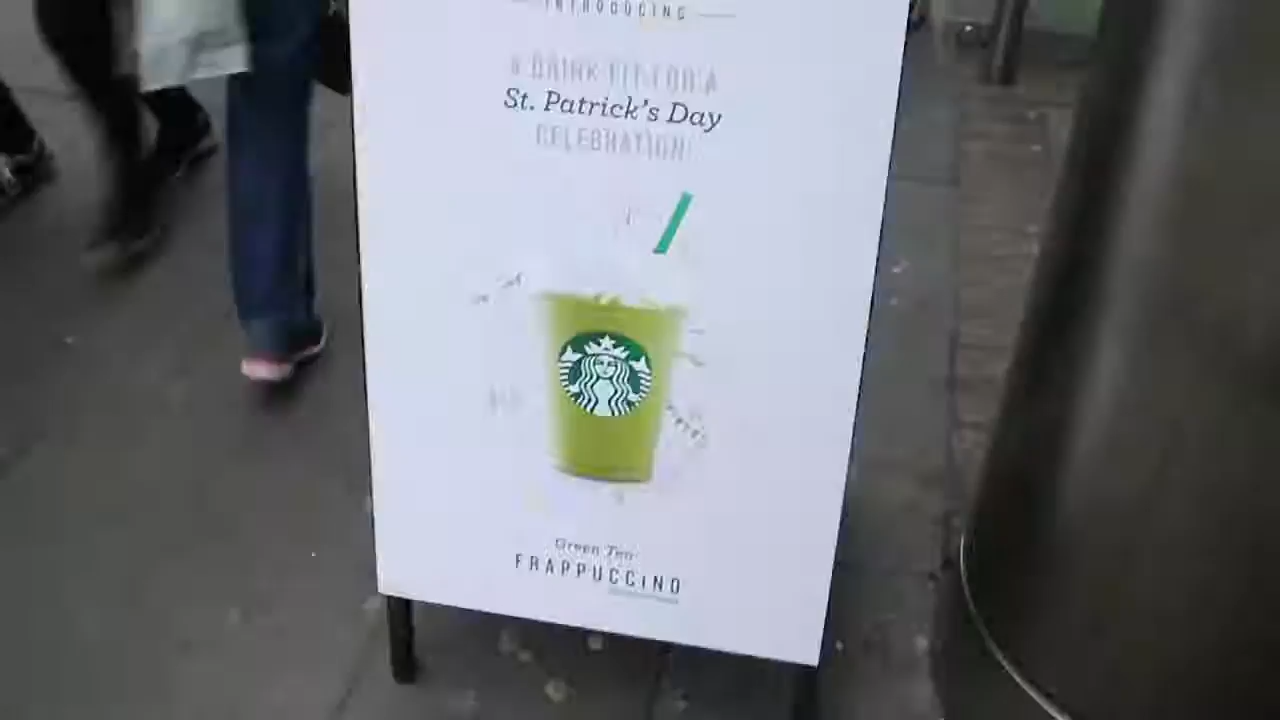 INTRODUCING
A DRINK FIT FOR A
St. Patrick's Day
CELEBRATION!
Green Tea
FRAPPUCCINO